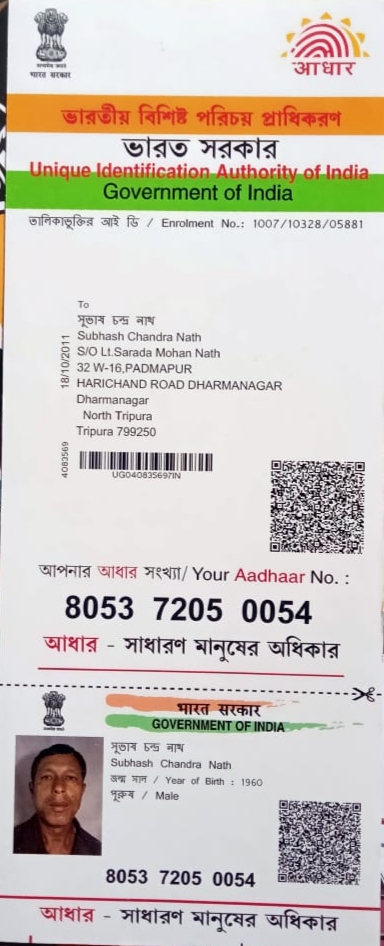 भारत सरकार
आधार
ভারতীয় বিশিষ্ট পরিচয় প্রাধিকরণ
ভারত সরকার
Unique Identification Authority of India
Government of India
তালিকাভুক্তির আই ডি / Enrolment No.: 1007/10328/05881
To
সুভাষ চন্দ্র নাথ
Subhash Chandra Nath
S/O Lt.Sarada Mohan Nath
32 W-16,PADMAPUR
HARICHAND ROAD DHARMANAGAR
Dharmanagar
North Tripura
Tripura 799250
18/10/2011
4083569
UG040835697IN
আপনার আধার সংখ্যা/ Your Aadhaar No. :
8053 7205 0054
আধার - সাধারণ মানুষের অধিকার
भारत सरकार
GOVERNMENT OF INDIA
সুভাষ চন্দ্র নাথ
Subhash Chandra Nath
জন্ম সাল / Year of Birth : 1960
পুরুষ / Male
8053 7205 0054
আধার - সাধারণ মানুষের অধিকার